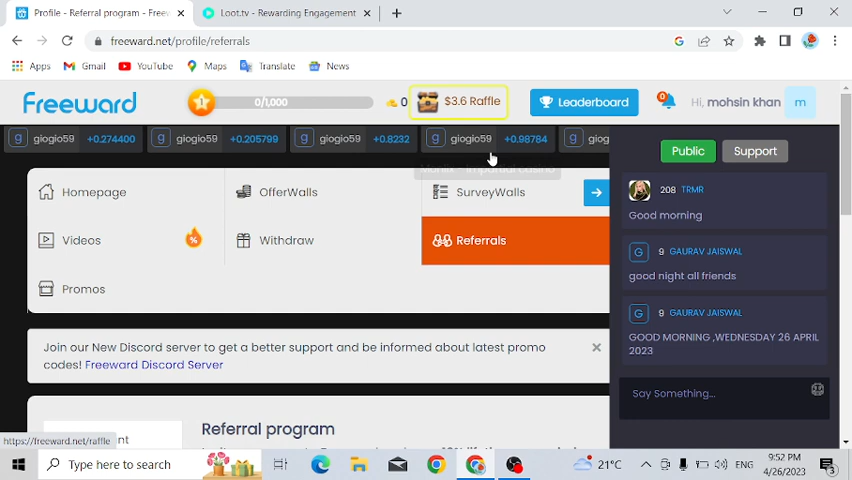 Profile - Referral program - Freew
Loot.tv - Rewarding Engagement
freeward.net/profile/referrals
Apps
Gmail
YouTube
Maps
Translate
News
Freeward
1
0/1,000
0
$3.6 Raffle
Leaderboard
Hi, mohsin khan
m
g giogio59 +0.274400
g giogio59 +0.205799
g giogio59 +0.8232
g giogio59 +0.98784
g giog
Homepage
OfferWalls
SurveyWalls
Videos
Withdraw
Referrals
Promos
Join our New Discord server to get a better support and be informed about latest promo
codes! Freeward Discord Server
Referral program
https://freeward.net/raffle
Public
Support
208 TRMR
Good morning
G 9 GAURAV JAISWAL
good night all friends
G 9 GAURAV JAISWAL
GOOD MORNING ,WEDNESDAY 26 APRIL
2023
Say Something...
Type here to search
21°C
ENG
9:52 PM
4/26/2023
3